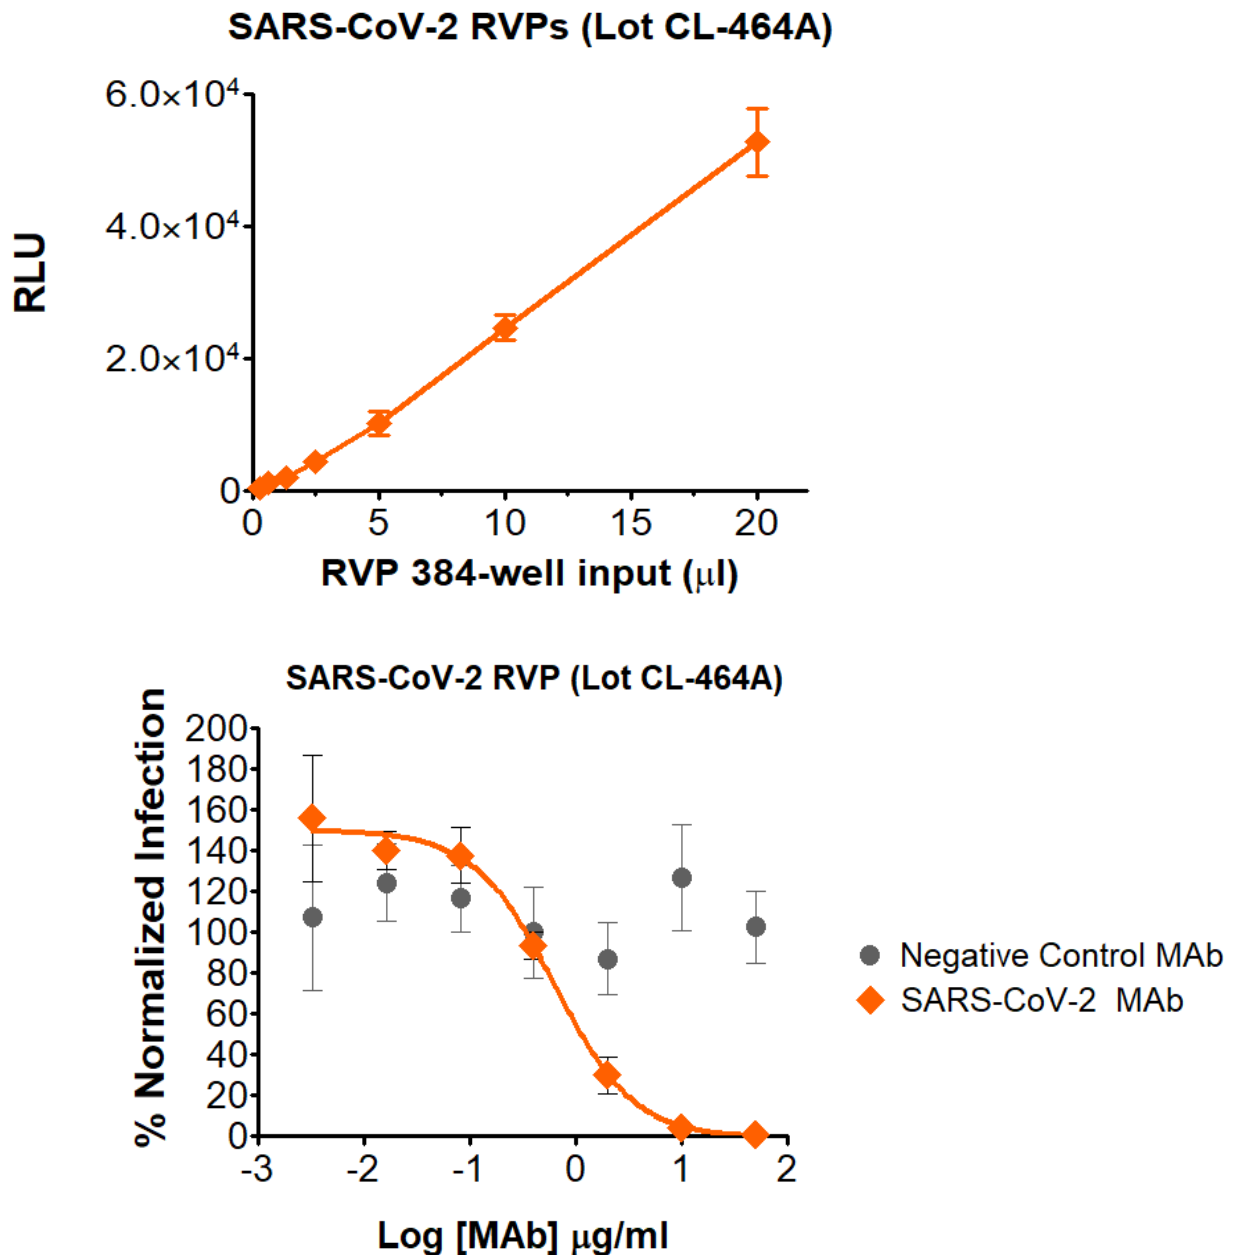 SARS-CoV-2 RVPs (Lot CL-464A)
6.0×10⁴
4.0×10⁴
2.0×10⁴
0
RLU
0 5 10 15 20
RVP 384-well input (μl)
SARS-CoV-2 RVP (Lot CL-464A)
200
180
160
140
120
100
80
60
40
20
0
% Normalized Infection
-3 -2 -1 0 1 2
Log [MAb] μg/ml
Negative Control MAb
SARS-CoV-2 MAb